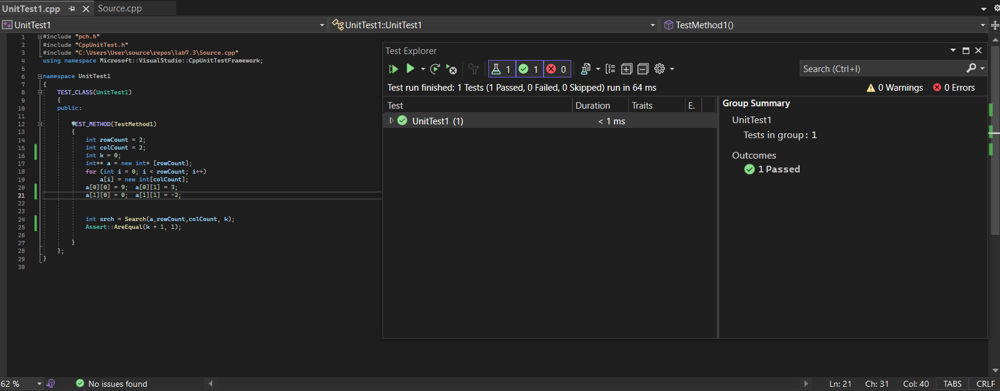 UnitTest1.cpp
Source.cpp
UnitTest1
UnitTest1::UnitTest1
TestMethod1()
1 #include "pch.h"
2 #include "CppUnitTest.h"
3 #include "C:\Users\User\source\repos\lab7.3\Source.cpp"
4 using namespace Microsoft::VisualStudio::CppUnitTestFramework;
5
6 namespace UnitTest1
7 {
8 TEST_CLASS(UnitTest1)
9 {
10 public:
11
12 TEST_METHOD(TestMethod1)
13 {
14 int rowCount = 2;
15 int colCount = 2;
16 int k = 0;
17 int** a = new int* [rowCount];
18 for (int i = 0; i < rowCount; i++)
19 a[i] = new int[colCount];
20 a[0][0] = 9; a[0][1] = 3;
21 a[1][0] = 0; a[1][1] = -2;
22
23
24 int srch = Search(a,rowCount,colCount, k);
25 Assert::AreEqual(k + 1, 1);
26
27 }
28 };
29 }
30
Test Explorer
1 1 0
Search (Ctrl+I)
Test run finished: 1 Tests (1 Passed, 0 Failed, 0 Skipped) run in 64 ms
0 Warnings
0 Errors
Test Duration Traits E.
UnitTest1 (1) < 1 ms
Group Summary
UnitTest1
Tests in group: 1
Outcomes
1 Passed
62 %
No issues found
Ln: 21 Ch: 31 Col: 40 TABS CRLF